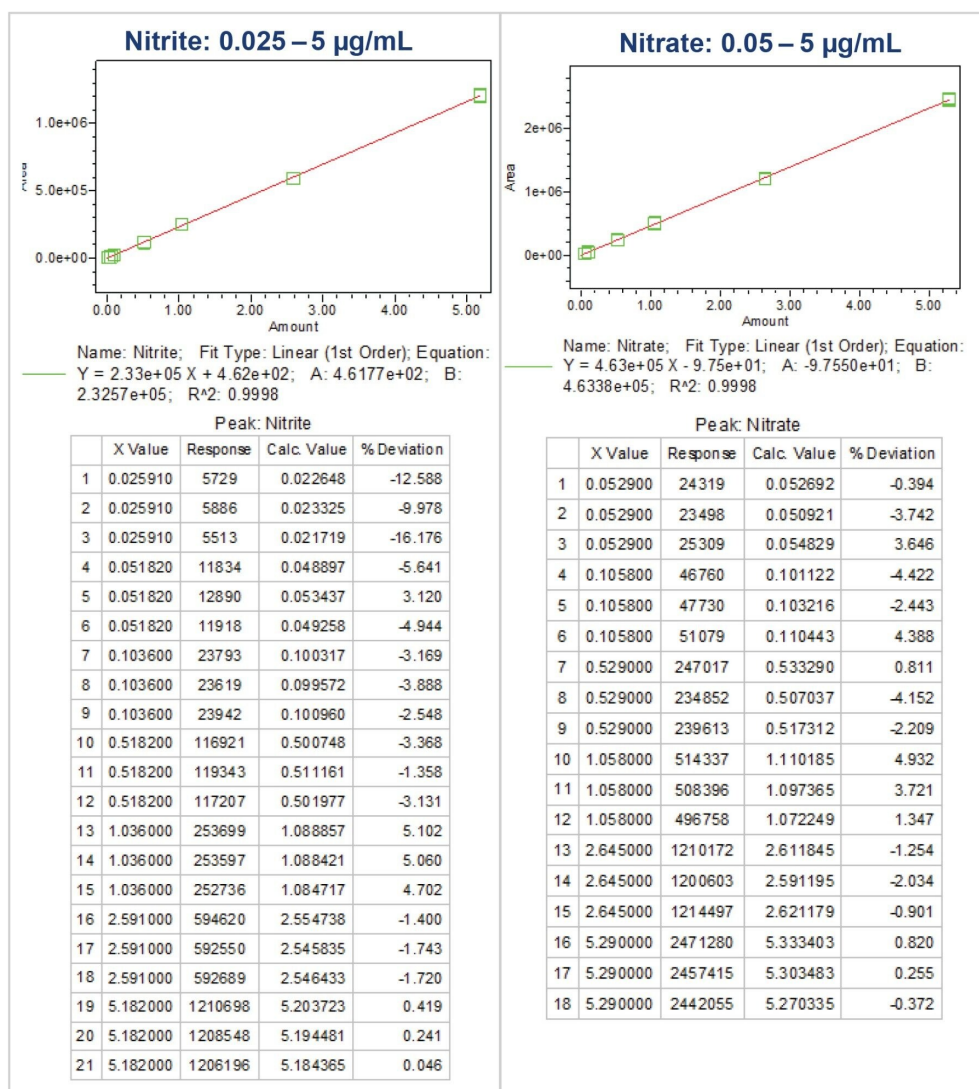 Nitrite: 0.025 – 5 µg/mL
1.0e+06
5.0e+05
0.0e+00
Area
0.00 1.00 2.00 3.00 4.00 5.00
Amount
Name: Nitrite; Fit Type: Linear (1st Order); Equation:
Y = 2.33e+05 X + 4.62e+02; A: 4.6177e+02; B:
2.3257e+05; R^2: 0.9998
Peak: Nitrite
X Value Response Calc. Value % Deviation
1 0.025910 5729 0.022648 -12.588
2 0.025910 5886 0.023325 -9.978
3 0.025910 5513 0.021719 -16.176
4 0.051820 11834 0.048897 -5.641
5 0.051820 12890 0.053437 3.120
6 0.051820 11918 0.049258 -4.944
7 0.103600 23793 0.100317 -3.169
8 0.103600 23619 0.099572 -3.888
9 0.103600 23942 0.100960 -2.548
10 0.518200 116921 0.500748 -3.368
11 0.518200 119343 0.511161 -1.358
12 0.518200 117207 0.501977 -3.131
13 1.036000 253699 1.088857 5.102
14 1.036000 253597 1.088421 5.060
15 1.036000 252736 1.084717 4.702
16 2.591000 594620 2.554738 -1.400
17 2.591000 592550 2.545835 -1.743
18 2.591000 592689 2.546433 -1.720
19 5.182000 1210698 5.203723 0.419
20 5.182000 1208548 5.194481 0.241
21 5.182000 1206196 5.184365 0.046
Nitrate: 0.05 – 5 µg/mL
2e+06
1e+06
0e+00
Area
0.00 1.00 2.00 3.00 4.00 5.00
Amount
Name: Nitrate; Fit Type: Linear (1st Order); Equation:
Y = 4.63e+05 X - 9.75e+01; A: -9.7550e+01; B:
4.6338e+05; R^2: 0.9998
Peak: Nitrate
X Value Response Calc. Value % Deviation
1 0.052900 24319 0.052692 -0.394
2 0.052900 23498 0.050921 -3.742
3 0.052900 25309 0.054829 3.646
4 0.105800 46760 0.101122 -4.422
5 0.105800 47730 0.103216 -2.443
6 0.105800 51079 0.110443 4.388
7 0.529000 247017 0.533290 0.811
8 0.529000 234852 0.507037 -4.152
9 0.529000 239613 0.517312 -2.209
10 1.058000 514337 1.110185 4.932
11 1.058000 508396 1.097365 3.721
12 1.058000 496758 1.072249 1.347
13 2.645000 1210172 2.611845 -1.254
14 2.645000 1200603 2.591195 -2.034
15 2.645000 1214497 2.621179 -0.901
16 5.290000 2471280 5.333403 0.820
17 5.290000 2457415 5.303483 0.255
18 5.290000 2442055 5.270335 -0.372